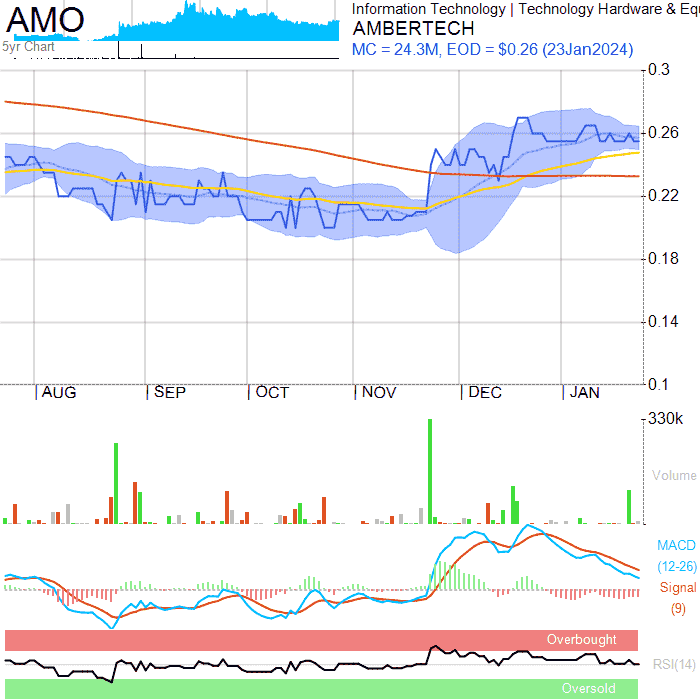 AMO
Information Technology | Technology Hardware & Equ
AMBERTECH
5yr Chart
MC = 24.3M, EOD = $0.26 (23Jan2024)
0.3
0.26
0.22
0.18
0.14
0.1
| AUG | SEP | OCT | NOV | DEC | JAN
330k
Volume
MACD
(12-26)
Signal
(9)
Overbought
RSI(14)
Oversold